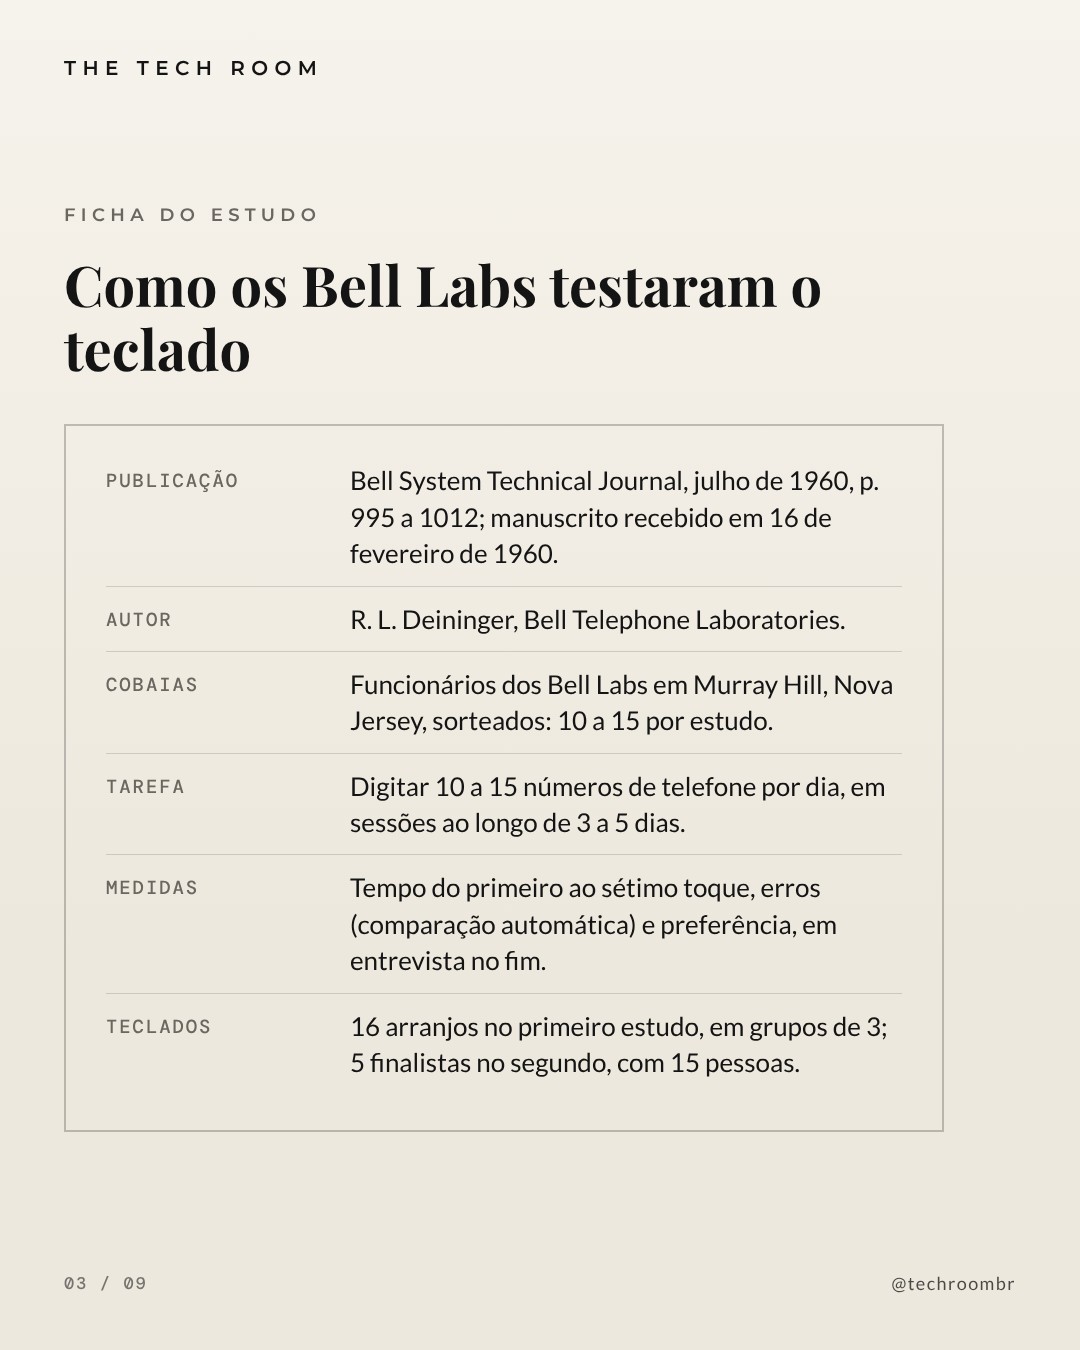 THE TECH ROOM
FICHA DO ESTUDO
Como os Bell Labs testaram o
teclado
PUBLICAÇÃO
Bell System Technical Journal, julho de 1960, p.
995 a 1012; manuscrito recebido em 16 de
fevereiro de 1960.
AUTOR
R. L. Deininger, Bell Telephone Laboratories.
COBAIAS
Funcionários dos Bell Labs em Murray Hill, Nova
Jersey, sorteados: 10 a 15 por estudo.
TAREFA
Digitar 10 a 15 números de telefone por dia, em
sessões ao longo de 3 a 5 dias.
MEDIDAS
Tempo do primeiro ao sétimo toque, erros
(comparação automática) e preferência, em
entrevista no fim.
TECLADOS
16 arranjos no primeiro estudo, em grupos de 3;
5 finalistas no segundo, com 15 pessoas.
03 / 09
@techroombr